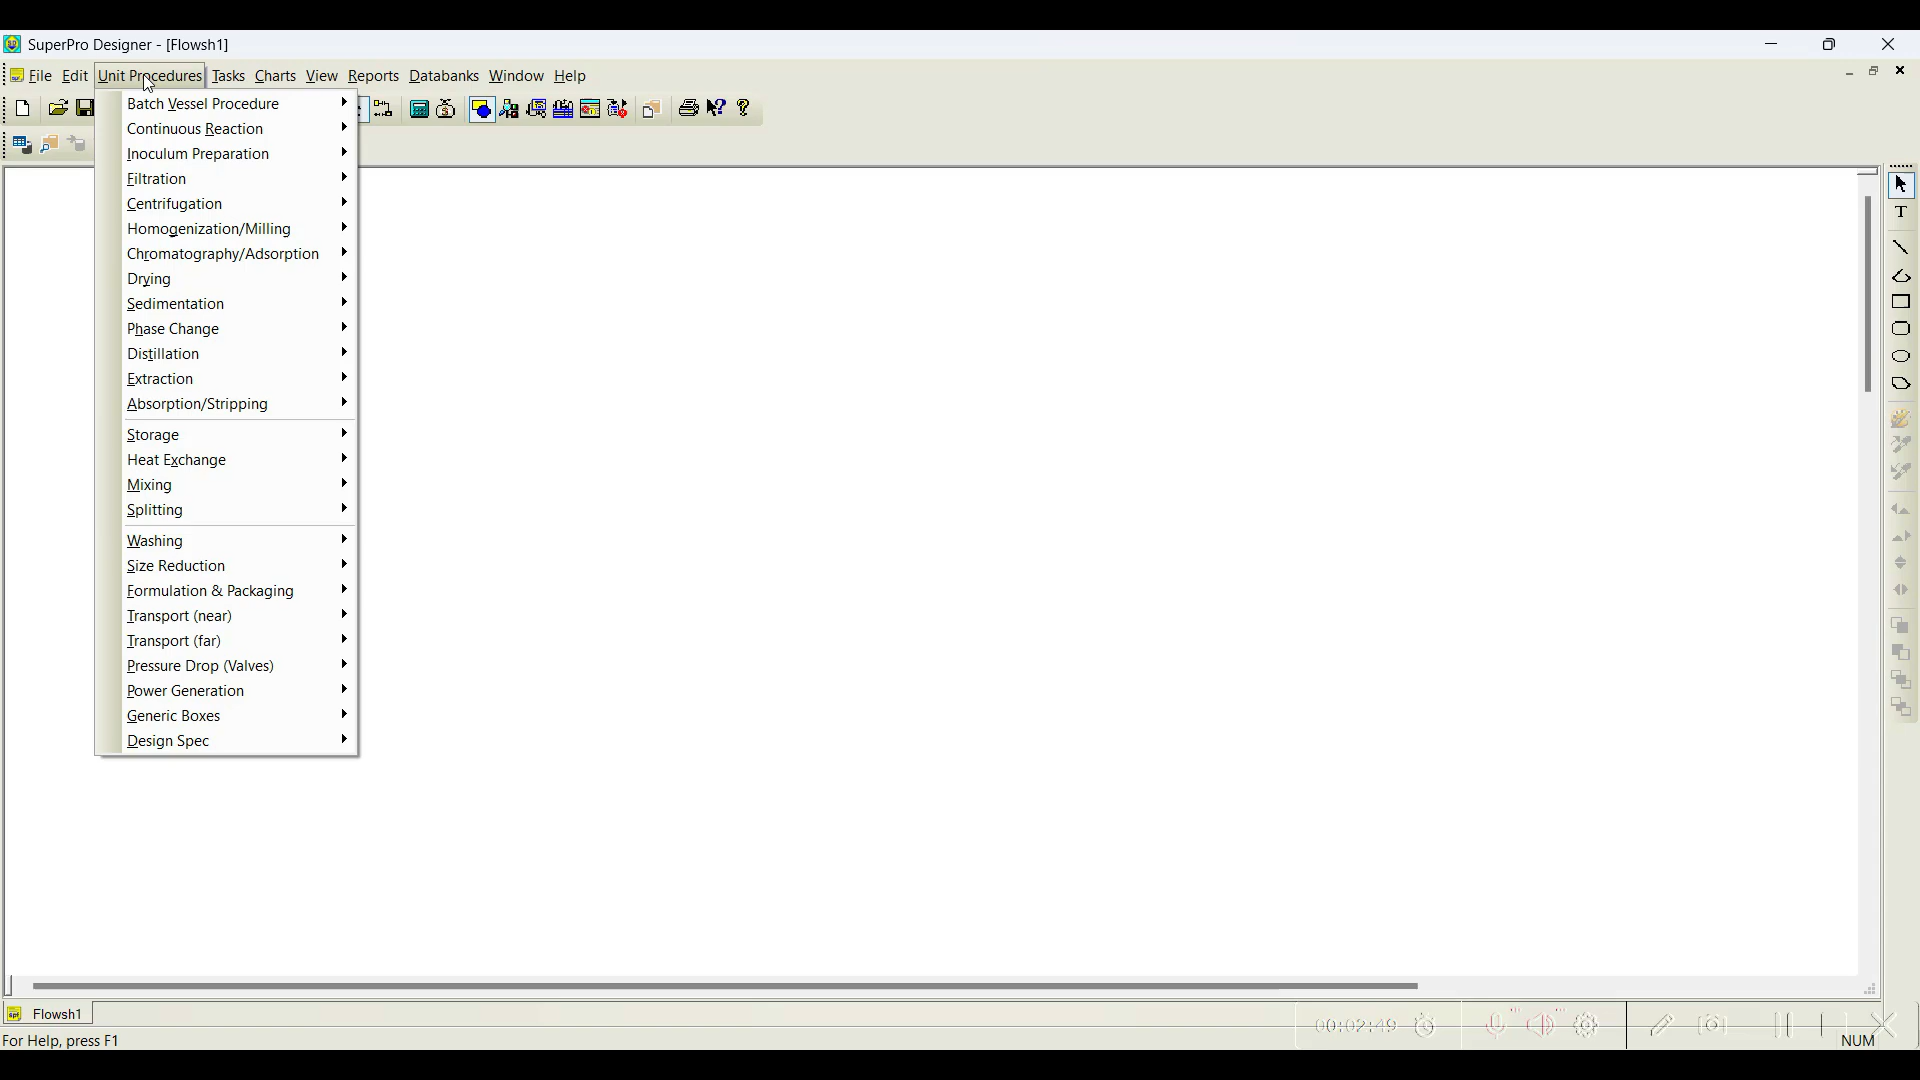 SuperPro Designer - [Flowsh1]
File Edit Unit Procedures Tasks Charts View Reports Databanks Window Help
Batch Vessel Procedure
Continuous Reaction
Inoculum Preparation
Filtration
Centrifugation
Homogenization/Milling
Chromatography/Adsorption
Drying
Sedimentation
Phase Change
Distillation
Extraction
Absorption/Stripping
Storage
Heat Exchange
Mixing
Splitting
Washing
Size Reduction
Formulation & Packaging
Transport (near)
Transport (far)
Pressure Drop (Valves)
Power Generation
Generic Boxes
Design Spec
T
Flowsh1
00:02:49
For Help, press F1
NUM